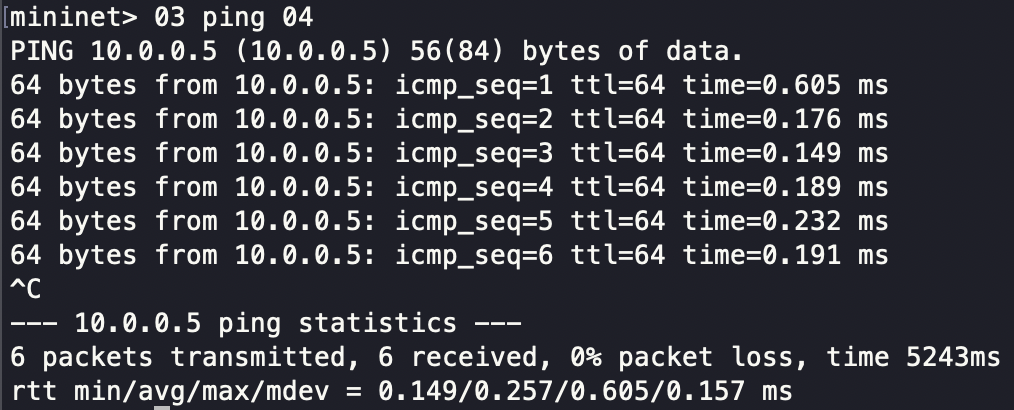 [mininet> 03 ping 04
PING 10.0.0.5 (10.0.0.5) 56(84) bytes of data.
64 bytes from 10.0.0.5: icmp_seq=1 ttl=64 time=0.605 ms
64 bytes from 10.0.0.5: icmp_seq=2 ttl=64 time=0.176 ms
64 bytes from 10.0.0.5: icmp_seq=3 ttl=64 time=0.149 ms
64 bytes from 10.0.0.5: icmp_seq=4 ttl=64 time=0.189 ms
64 bytes from 10.0.0.5: icmp_seq=5 ttl=64 time=0.232 ms
64 bytes from 10.0.0.5: icmp_seq=6 ttl=64 time=0.191 ms
^C
--- 10.0.0.5 ping statistics ---
6 packets transmitted, 6 received, 0% packet loss, time 5243ms
rtt min/avg/max/mdev = 0.149/0.257/0.605/0.157 ms